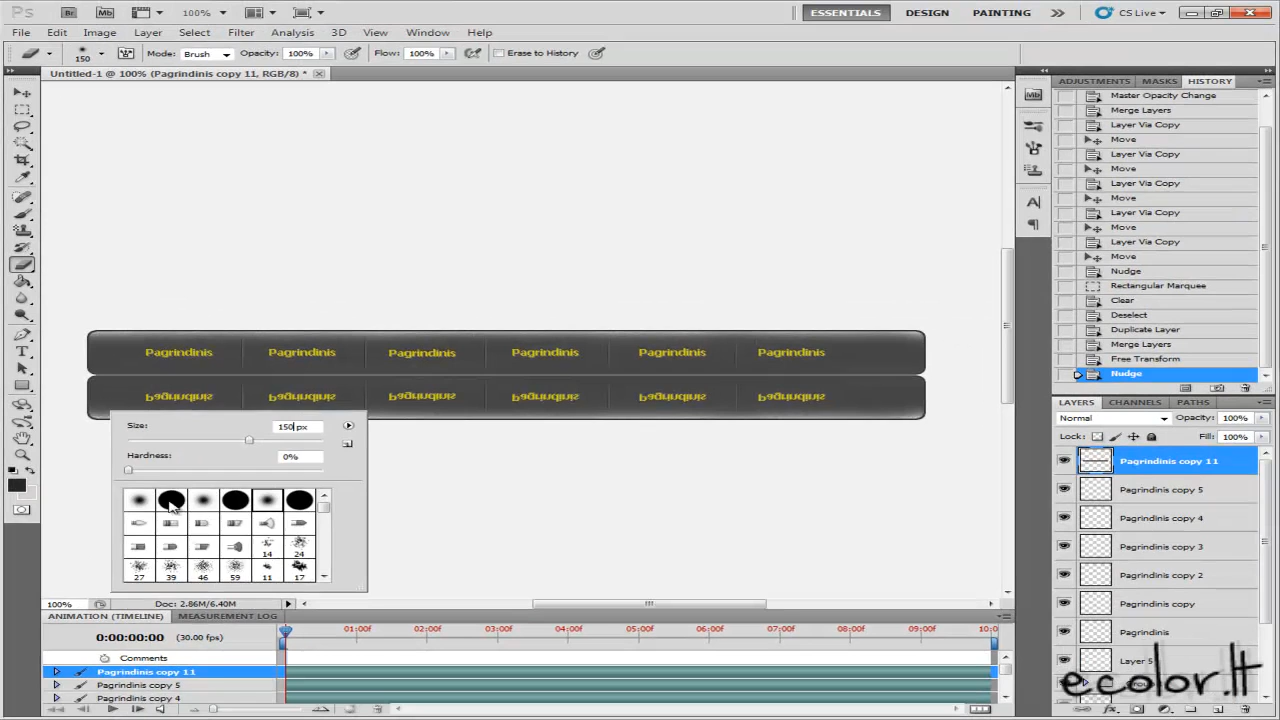 Ps Br Mb 100% ESSENTIALS DESIGN PAINTING CS Live
File Edit Image Layer Select Filter Analysis 3D View Window Help
150 Mode: Brush Opacity: 100% Flow: 100% Erase to History
Untitled-1 @ 100% (Pagrindinis copy 11, RGB/8) *
ADJUSTMENTS MASKS HISTORY
Master Opacity Change
Merge Layers
Layer Via Copy
Move
Layer Via Copy
Move
Layer Via Copy
Move
Layer Via Copy
Move
Layer Via Copy
Move
Nudge
Rectangular Marquee
Clear
Deselect
Duplicate Layer
Merge Layers
Free Transform
Nudge
Pagrindinis Pagrindinis Pagrindinis Pagrindinis Pagrindinis Pagrindinis
Pagrindinis Pagrindinis Pagrindinis Pagrindinis Pagrindinis Pagrindinis
Size: 150 px
Hardness: 0%
14 24
27 39 46 59 11 17
LAYERS CHANNELS PATHS
Normal Opacity: 100%
Lock: Fill: 100%
Pagrindinis copy 11
Pagrindinis copy 5
Pagrindinis copy 4
Pagrindinis copy 3
Pagrindinis copy 2
Pagrindinis copy
Pagrindinis
Layer 5
ecolor.lt
100% Doc: 2.86M/6.40M
ANIMATION (TIMELINE) MEASUREMENT LOG
0:00:00:00 (30.00 fps) 01:00f 02:00f 03:00f 04:00f 05:00f 06:00f 07:00f 08:00f 09:00f 10:0
Comments
Pagrindinis copy 11
Pagrindinis copy 5
Pagrindinis copy 4